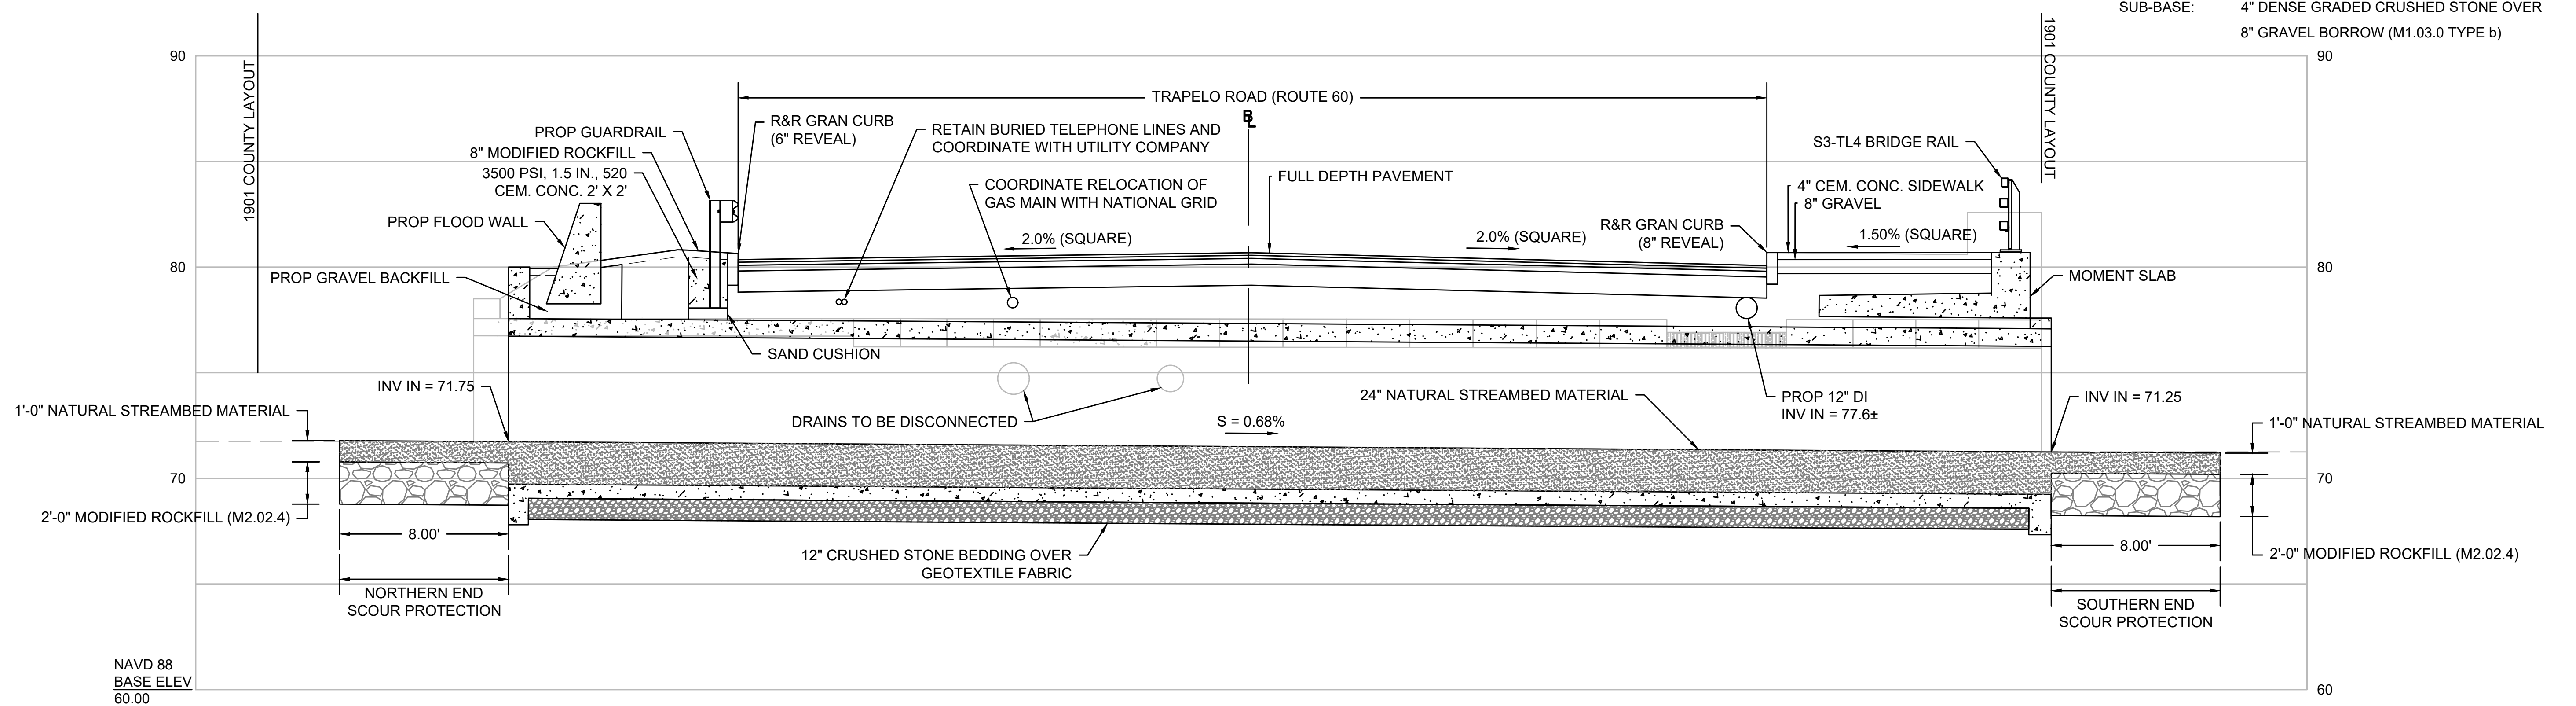 SUB-BASE: 4" DENSE GRADED CRUSHED STONE OVER
8" GRAVEL BORROW (M1.03.0 TYPE b)
90
90
1901 COUNTY LAYOUT
1901 COUNTY LAYOUT
TRAPELO ROAD (ROUTE 60)
BL
PROP GUARDRAIL
8" MODIFIED ROCKFILL
3500 PSI, 1.5 IN., 520
CEM. CONC. 2' X 2'
PROP FLOOD WALL
PROP GRAVEL BACKFILL
R&R GRAN CURB
(6" REVEAL)
RETAIN BURIED TELEPHONE LINES AND
COORDINATE WITH UTILITY COMPANY
COORDINATE RELOCATION OF
GAS MAIN WITH NATIONAL GRID
FULL DEPTH PAVEMENT
2.0% (SQUARE)
2.0% (SQUARE)
R&R GRAN CURB
(8" REVEAL)
S3-TL4 BRIDGE RAIL
4" CEM. CONC. SIDEWALK
8" GRAVEL
1.50% (SQUARE)
80
80
MOMENT SLAB
SAND CUSHION
INV IN = 71.75
1'-0" NATURAL STREAMBED MATERIAL
DRAINS TO BE DISCONNECTED
S = 0.68%
24" NATURAL STREAMBED MATERIAL
PROP 12" DI
INV IN = 77.6±
INV IN = 71.25
1'-0" NATURAL STREAMBED MATERIAL
70
70
2'-0" MODIFIED ROCKFILL (M2.02.4)
8.00'
12" CRUSHED STONE BEDDING OVER
GEOTEXTILE FABRIC
8.00'
2'-0" MODIFIED ROCKFILL (M2.02.4)
NORTHERN END
SCOUR PROTECTION
SOUTHERN END
SCOUR PROTECTION
NAVD 88
BASE ELEV
60.00
60